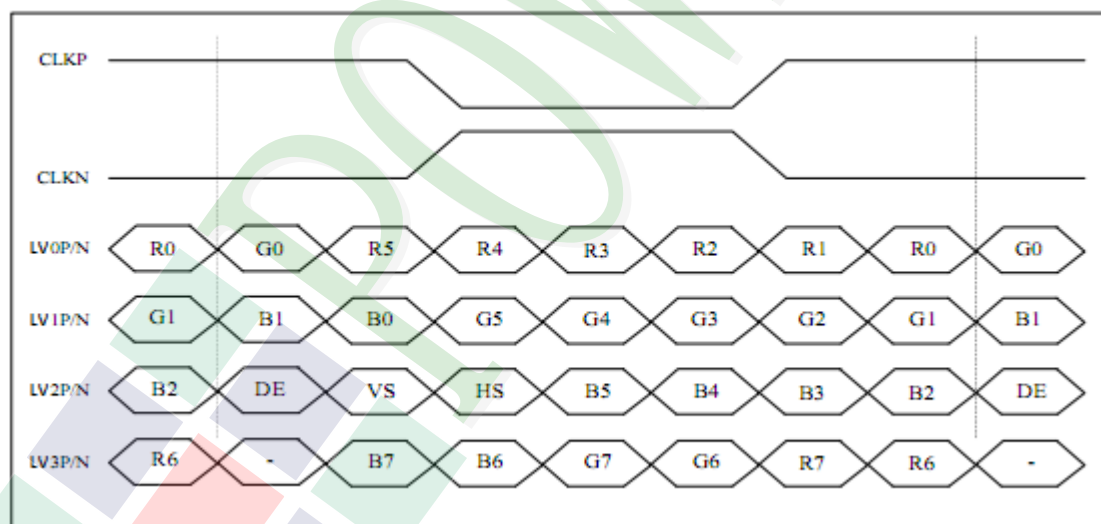 CLKP
CLKN
LV0P/N R0 G0 R5 R4 R3 R2 R1 R0 G0
LV1P/N G1 B1 B0 G5 G4 G3 G2 G1 B1
LV2P/N B2 DE VS HS B5 B4 B3 B2 DE
LV3P/N R6 - B7 B6 G7 G6 R7 R6 -